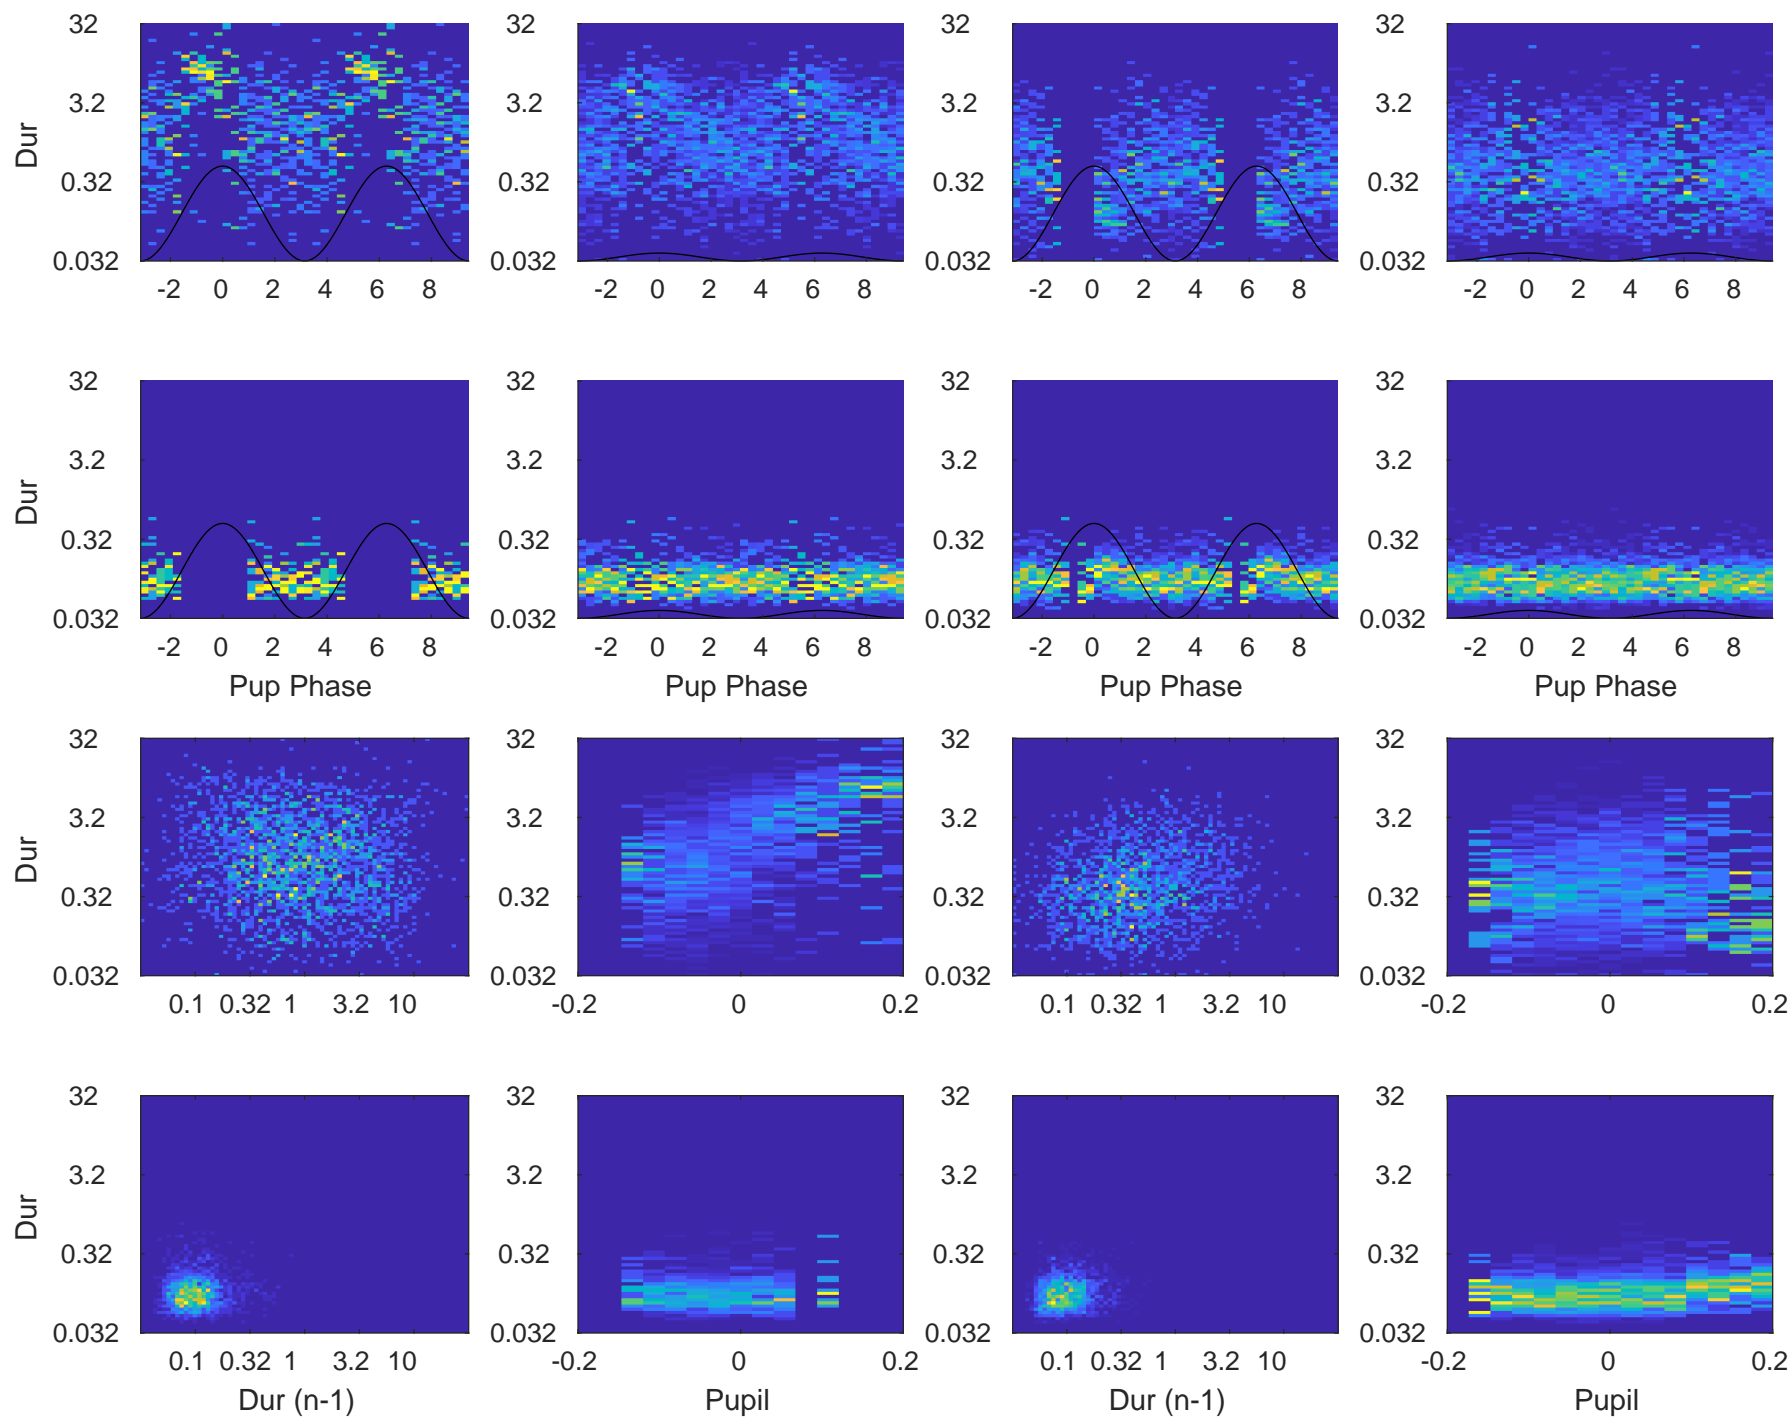 32 32 32 32
3.2 3.2 3.2 3.2
Dur
0.32 0.32 0.32 0.32
0.032 0.032 0.032 0.032
-2 0 2 4 6 8 -2 0 2 4 6 8 -2 0 2 4 6 8 -2 0 2 4 6 8
32 32 32 32
3.2 3.2 3.2 3.2
Dur
0.32 0.32 0.32 0.32
0.032 0.032 0.032 0.032
-2 0 2 4 6 8 -2 0 2 4 6 8 -2 0 2 4 6 8 -2 0 2 4 6 8
Pup Phase Pup Phase Pup Phase Pup Phase
32 32 32 32
3.2 3.2 3.2 3.2
Dur
0.32 0.32 0.32 0.32
0.032 0.032 0.032 0.032
0.1 0.32 1 3.2 10 -0.2 0 0.2 0.1 0.32 1 3.2 10 -0.2 0 0.2
32 32 32 32
3.2 3.2 3.2 3.2
Dur
0.32 0.32 0.32 0.32
0.032 0.032 0.032 0.032
0.1 0.32 1 3.2 10 -0.2 0 0.2 0.1 0.32 1 3.2 10 -0.2 0 0.2
Dur (n-1) Pupil Dur (n-1) Pupil